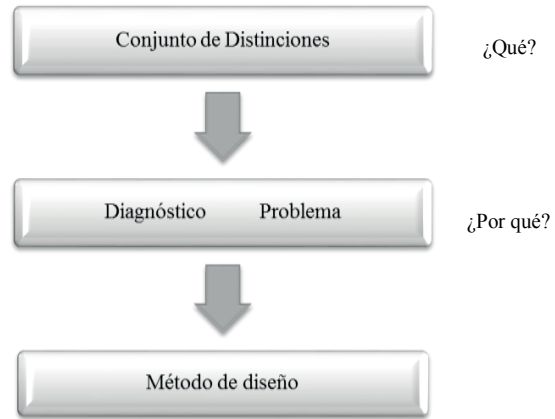 Conjunto de Distinciones ¿Qué?
Diagnóstico Problema ¿Por qué?
Método de diseño